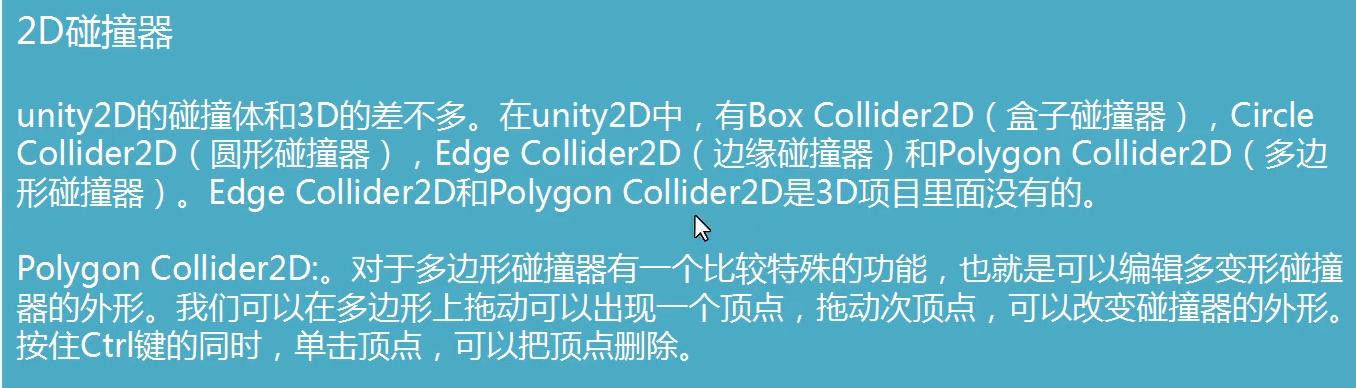 2D碰撞器
unity2D的碰撞体和3D的差不多。在unity2D中，有Box Collider2D（盒子碰撞器），Circle
Collider2D（圆形碰撞器），Edge Collider2D（边缘碰撞器）和Polygon Collider2D（多边
形碰撞器）。Edge Collider2D和Polygon Collider2D是3D项目里面没有的。
Polygon Collider2D:。对于多边形碰撞器有一个比较特殊的功能，也就是可以编辑多变形碰撞
器的外形。我们可以在多边形上拖动可以出现一个顶点，拖动次顶点，可以改变碰撞器的外形。
按住Ctrl键的同时，单击顶点，可以把顶点删除。